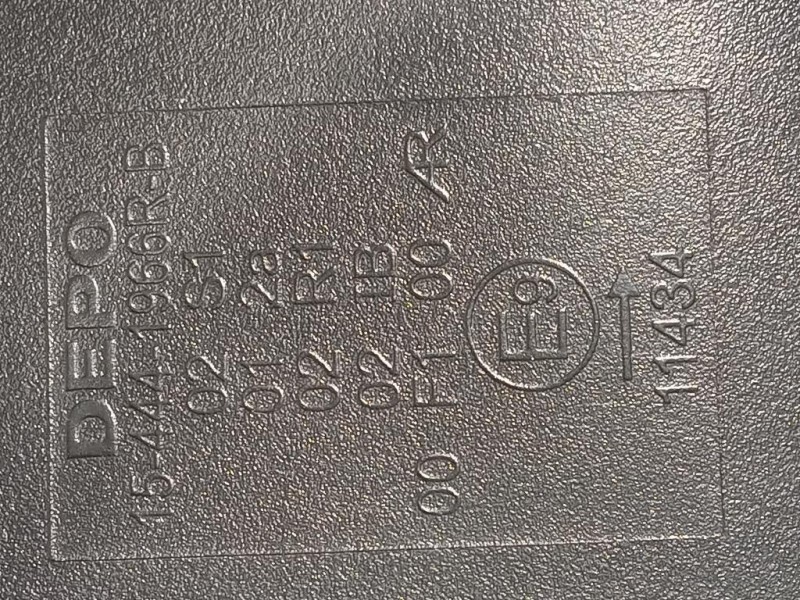 DEPO
15-444-1966R-B
02 S1
01 2a
02 R1
02 IB
00 F1 00 AR
E9
11434